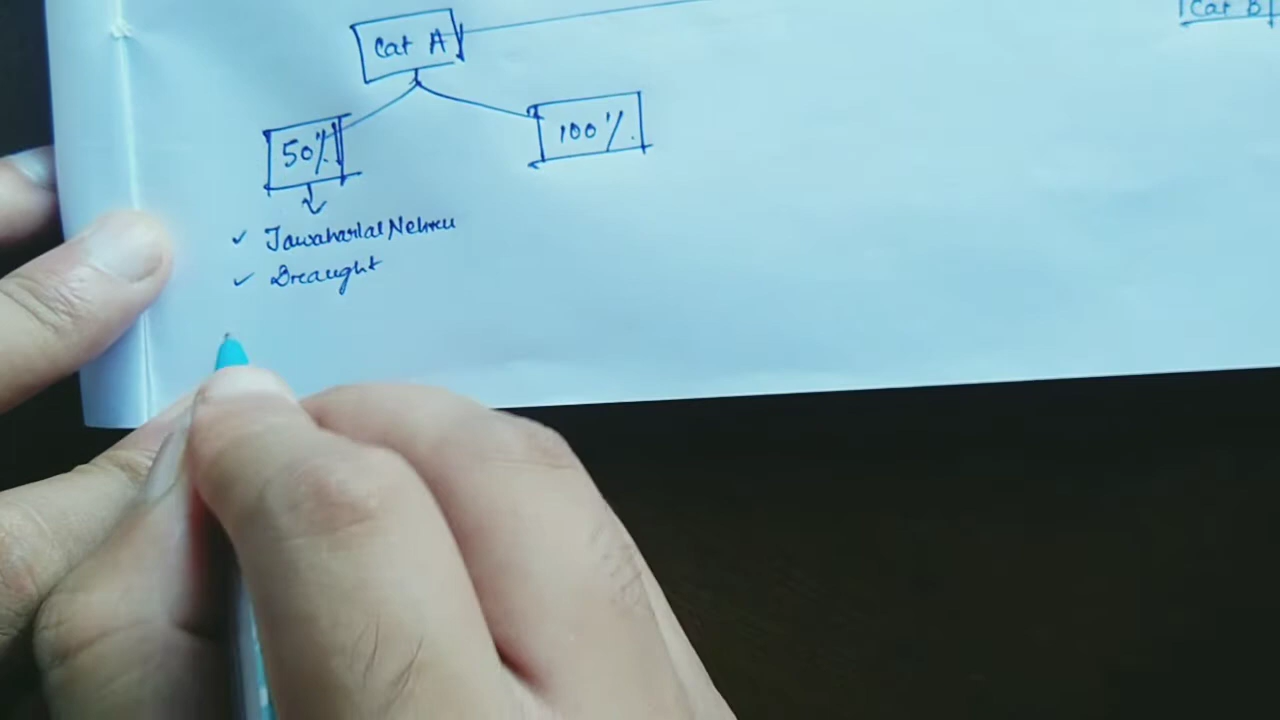 Cat A
Cat B
50%
100%
✓ Jawaharlal Nehru
✓ Draught